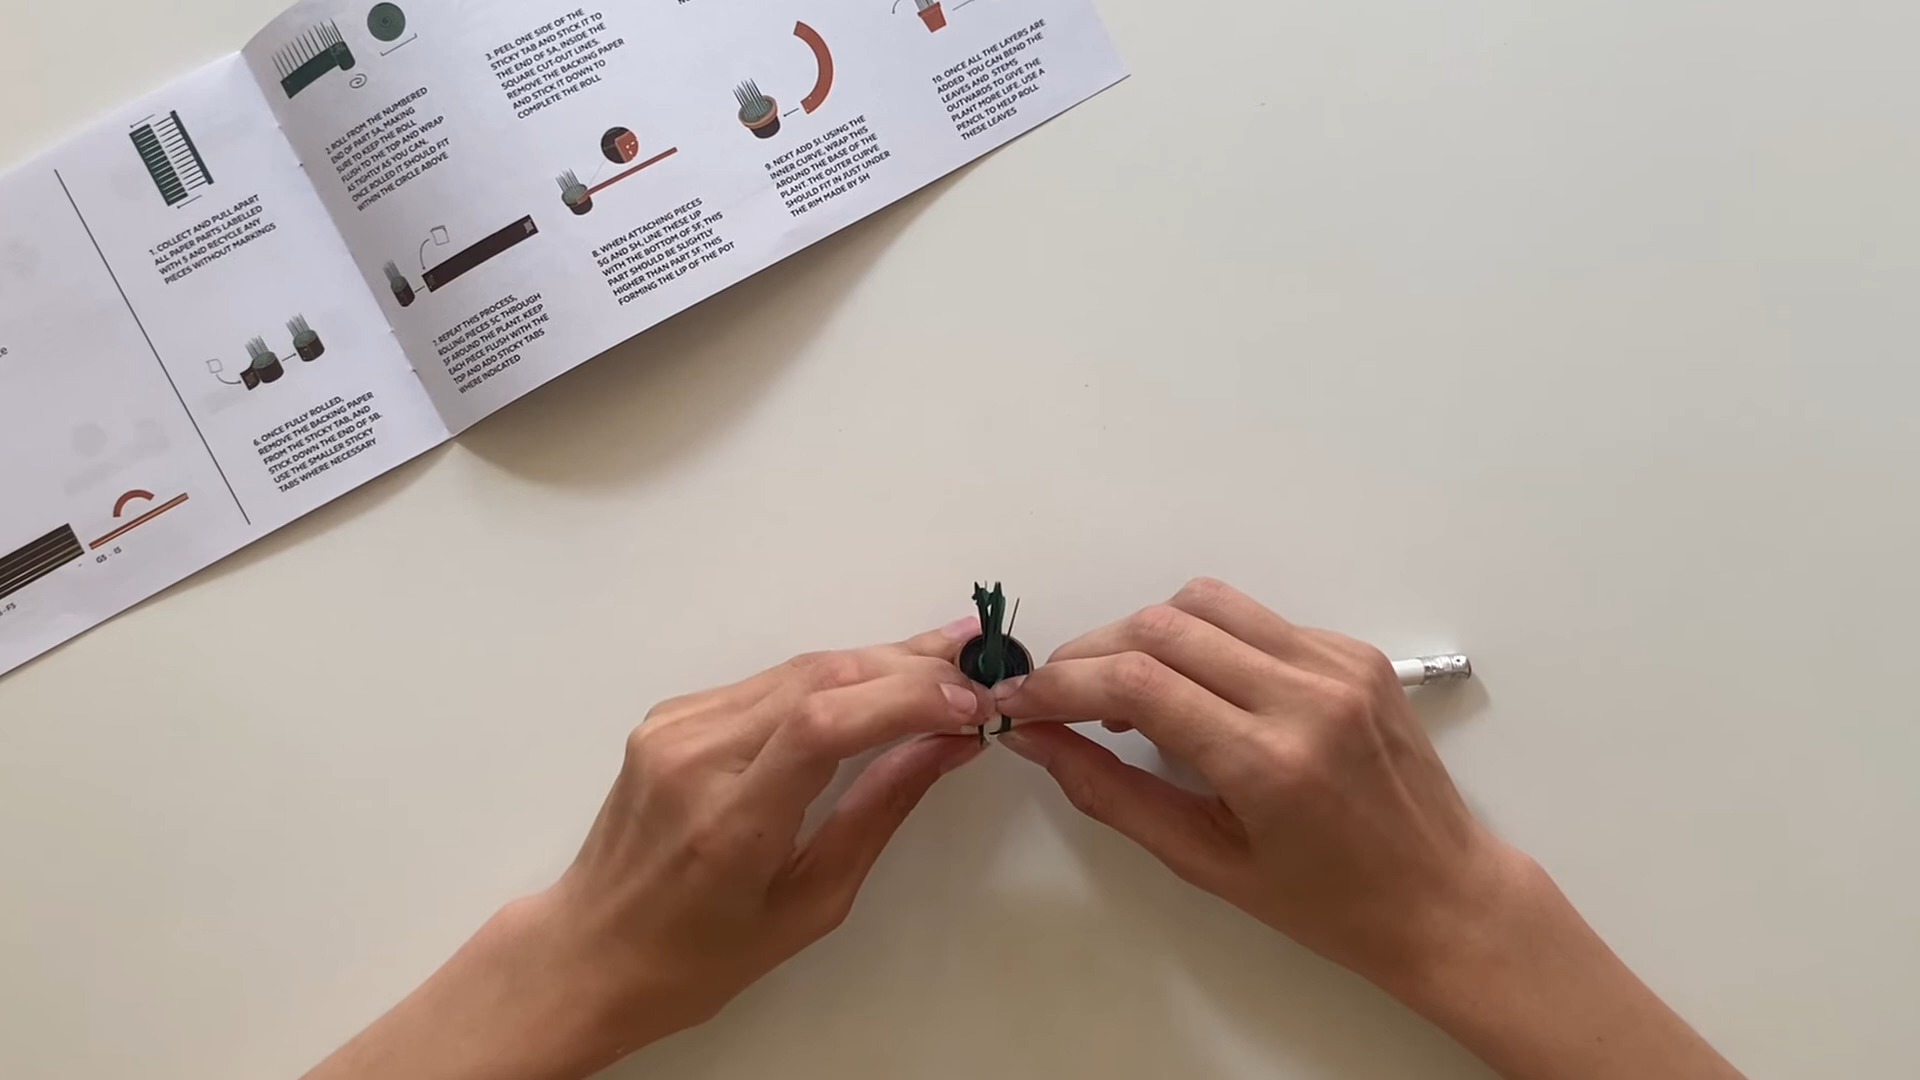 1. COLLECT AND PULL APART
ALL PAPER PARTS LABELLED
WITH 5 AND RECYCLE ANY
PIECES WITHOUT MARKINGS
2. ROLL FROM THE NUMBERED
END OF PART 5A, MAKING
SURE TO KEEP THE ROLL
FLUSH TO THE TOP AND WRAP
AS TIGHTLY AS YOU CAN.
ONCE ROLLED IT SHOULD FIT
WITHIN THE CIRCLE ABOVE
3. PEEL ONE SIDE OF THE
STICKY TAB AND STICK IT TO
THE END OF 5A, INSIDE THE
SQUARE CUT-OUT LINES.
REMOVE THE BACKING PAPER
AND STICK IT DOWN TO
COMPLETE THE ROLL
6. ONCE FULLY ROLLED,
REMOVE THE BACKING PAPER
FROM THE STICKY TAB, AND
STICK DOWN THE END OF 5B.
USE THE SMALLER STICKY
TABS WHERE NECESSARY
7. REPEAT THIS PROCESS,
ROLLING PIECES 5C THROUGH
5F AROUND THE PLANT. KEEP
EACH PIECE FLUSH WITH THE
TOP AND ADD STICKY TABS
WHERE INDICATED
8. WHEN ATTACHING PIECES
5G AND 5H, LINE THESE UP
WITH THE BOTTOM OF 5F, THIS
PART SHOULD BE SLIGHTLY
HIGHER THAN PART 5F. THIS
FORMING THE LIP OF THE POT
9. NEXT ADD 5I. USING THE
INNER CURVE, WRAP THIS
AROUND THE BASE OF THE
PLANT. THE OUTER CURVE
SHOULD FIT IN JUST UNDER
THE RIM MADE BY 5H
10. ONCE ALL THE LAYERS ARE
ADDED YOU CAN BEND THE
LEAVES AND STEMS
OUTWARDS TO GIVE THE
PLANT MORE LIFE. USE A
PENCIL TO HELP ROLL
THESE LEAVES